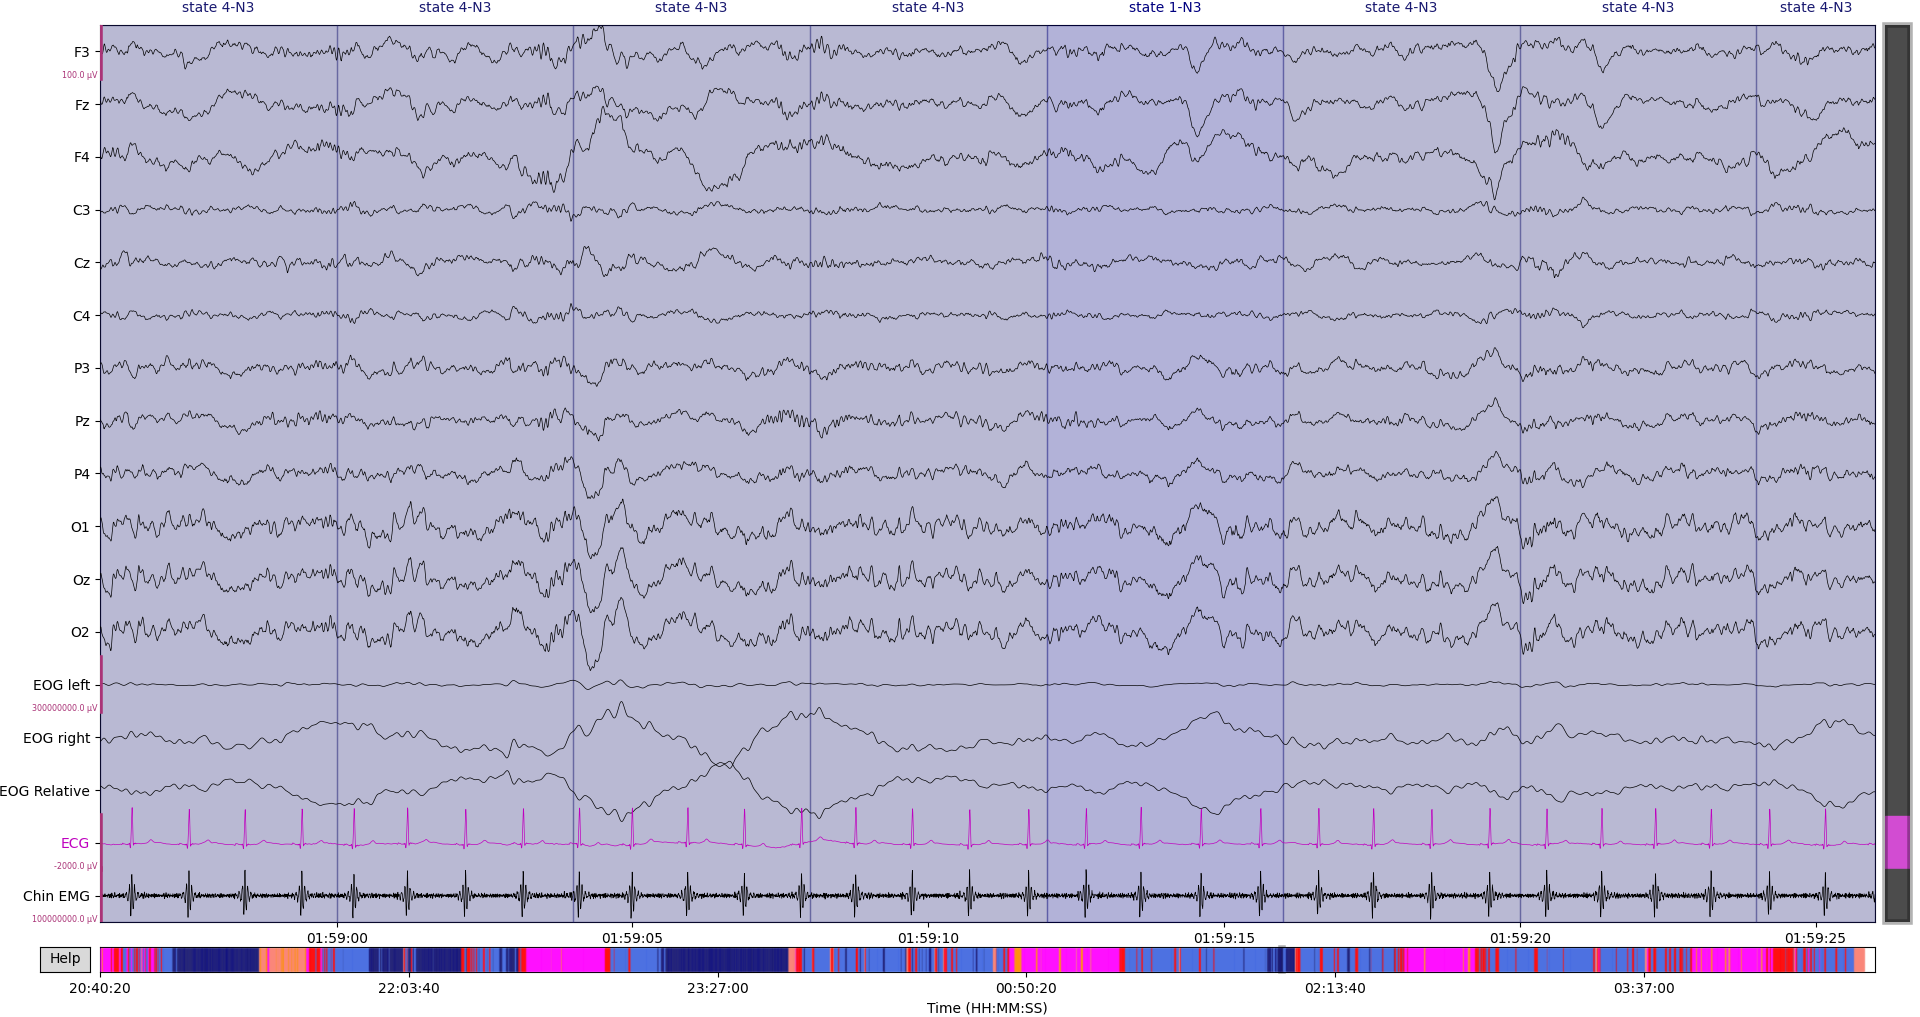 state 4-N3 state 4-N3 state 4-N3 state 4-N3 state 1-N3 state 4-N3 state 4-N3 state 4-N3
F3
100.0 µV
Fz
F4
C3
Cz
C4
P3
Pz
P4
O1
Oz
O2
EOG left
300000000.0 µV
EOG right
EOG Relative
ECG
-2000.0 µV
Chin EMG
100000000.0 µV
01:59:00 01:59:05 01:59:10 01:59:15 01:59:20 01:59:25
Help
20:40:20 22:03:40 23:27:00 00:50:20 02:13:40 03:37:00
Time (HH:MM:SS)